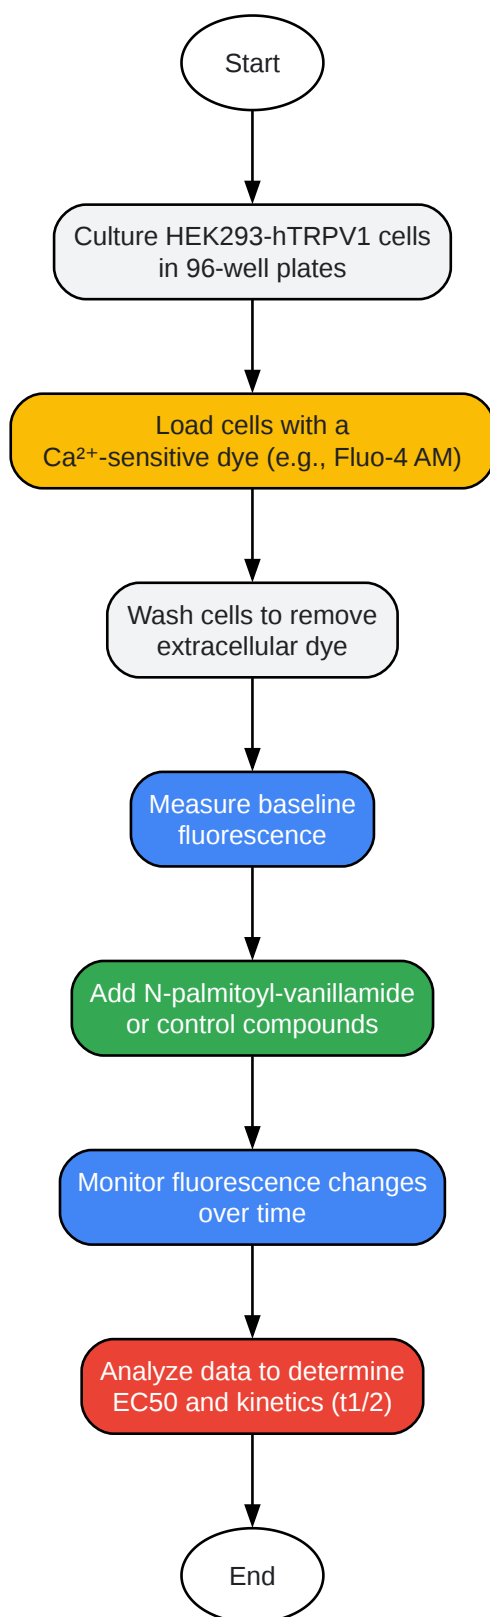 Start
Culture HEK293-hTRPV1 cells
in 96-well plates
Load cells with a
Ca²⁺-sensitive dye (e.g., Fluo-4 AM)
Wash cells to remove
extracellular dye
Measure baseline
fluorescence
Add N-palmitoyl-vanillamide
or control compounds
Monitor fluorescence changes
over time
Analyze data to determine
EC50 and kinetics (t1/2)
End